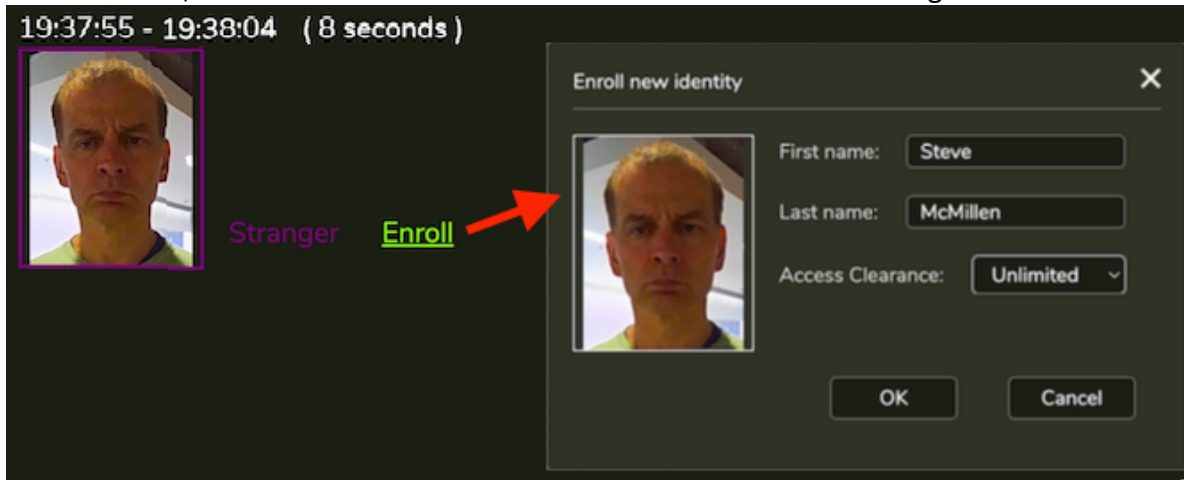 19:37:55 - 19:38:04 ( 8 seconds )
Stranger Enroll
Enroll new identity
First name: Steve
Last name: McMillen
Access Clearance: Unlimited
OK Cancel